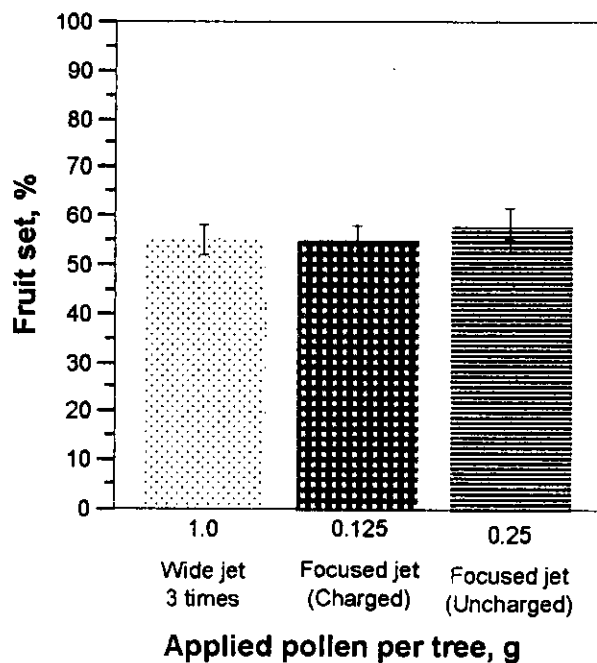 100
90
80
70
60
50
40
30
20
10
0
Fruit set, %
1.0 0.125 0.25
Wide jet Focused jet Focused jet
3 times (Charged) (Uncharged)
Applied pollen per tree, g